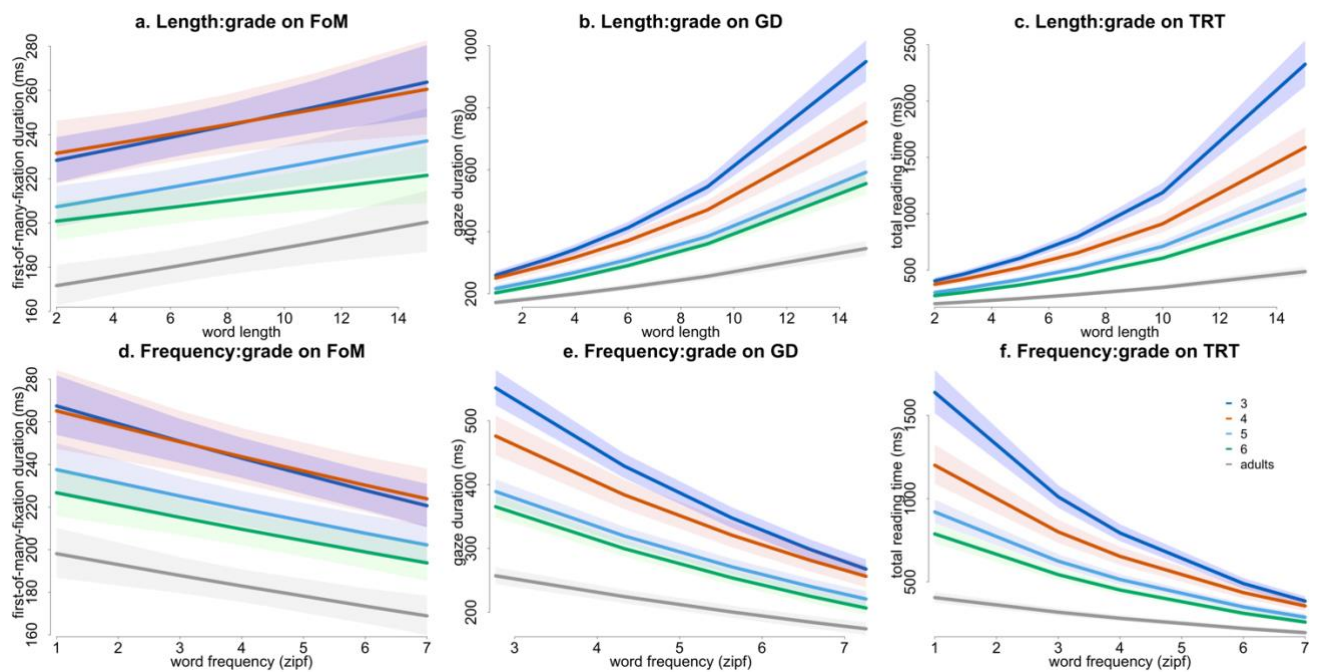 a. Length:grade on FoM
first-of-many-fixation duration (ms)
160 180 200 220 240 260 280
2 4 6 8 10 12 14
word length
b. Length:grade on GD
gaze duration (ms)
200 400 600 800 1000
2 4 6 8 10 12 14
word length
c. Length:grade on TRT
total reading time (ms)
500 1000 1500 2000 2500
2 4 6 8 10 12 14
word length
d. Frequency:grade on FoM
first-of-many-fixation duration (ms)
160 180 200 220 240 260 280
1 2 3 4 5 6 7
word frequency (zipf)
e. Frequency:grade on GD
gaze duration (ms)
200 300 400 500
3 4 5 6 7
word frequency (zipf)
f. Frequency:grade on TRT
total reading time (ms)
500 1000 1500
1 2 3 4 5 6 7
word frequency (zipf)
3
4
5
6
adults